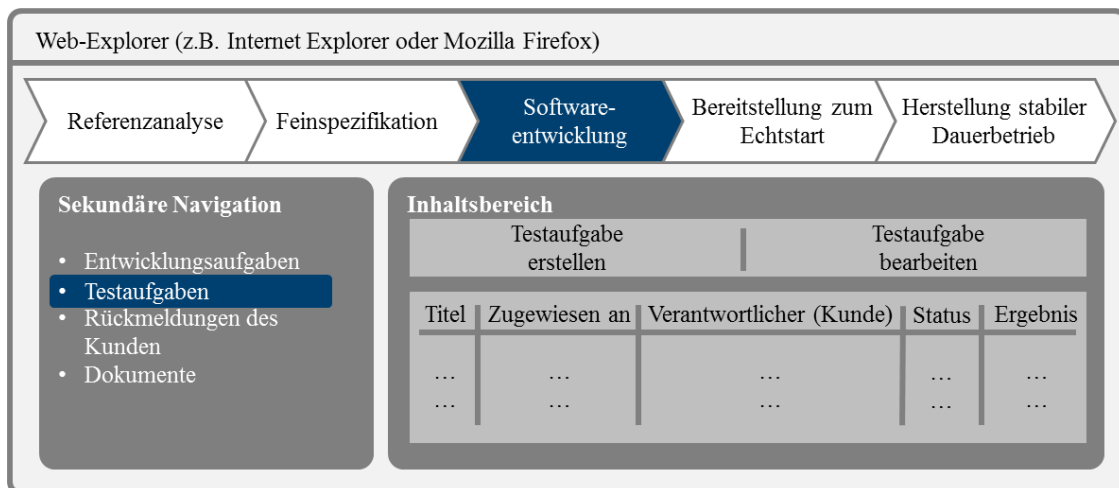 Web-Explorer (z.B. Internet Explorer oder Mozilla Firefox)
Referenzanalyse
Feinspezifikation
Software-
entwicklung
Bereitstellung zum
Echtstart
Herstellung stabiler
Dauerbetrieb
Sekundäre Navigation
• Entwicklungsaufgaben
• Testaufgaben
• Rückmeldungen des
Kunden
• Dokumente
Inhaltsbereich
Testaufgabe
erstellen
Testaufgabe
bearbeiten
Titel Zugewiesen an Verantwortlicher (Kunde) Status Ergebnis
… … … … …
… … … … …